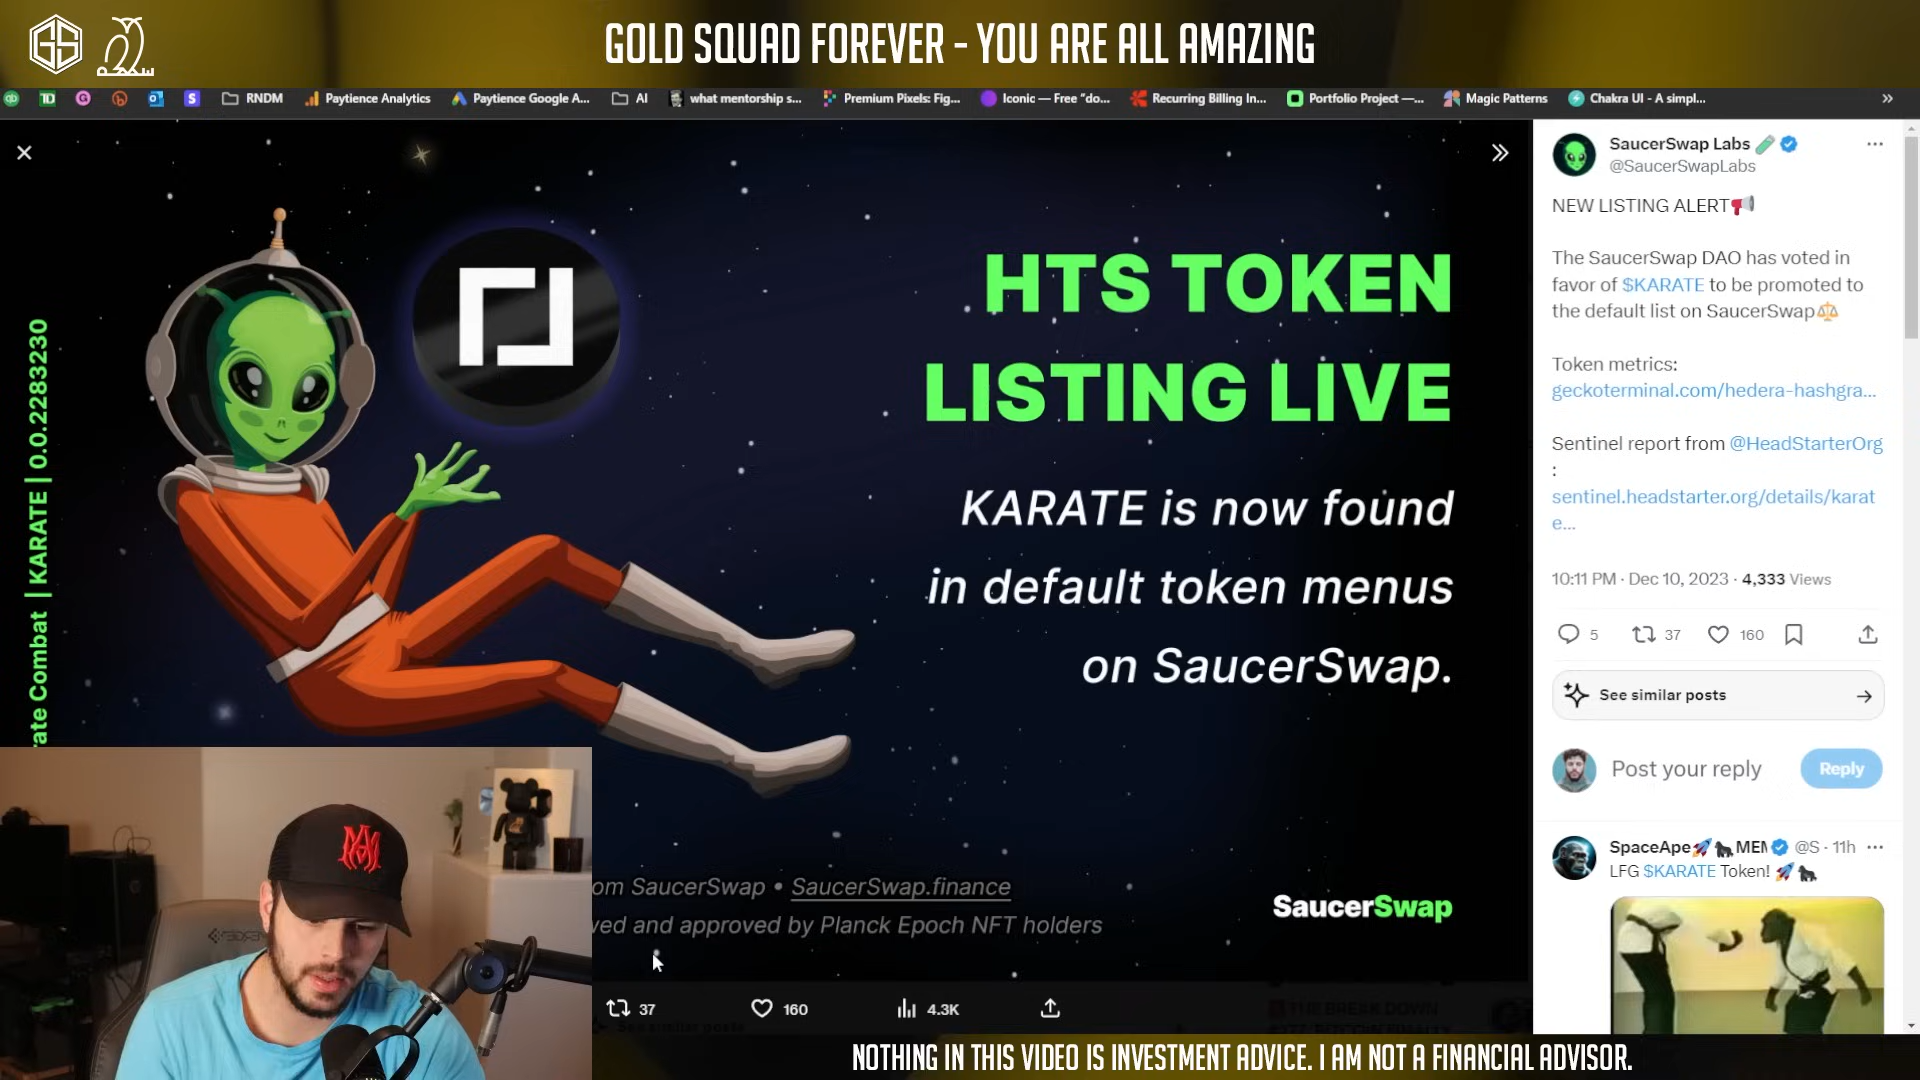 GS
GOLD SQUAD FOREVER - YOU ARE ALL AMAZING
TD
RNDM
Paytience Analytics
Paytience Google A...
AI
what mentorship s...
Premium Pixels: Fig...
Iconic — Free "do...
Recurring Billing In...
Portfolio Project —...
Magic Patterns
Chakra UI - A simpl...
rate Combat | KARATE | 0.0.2283230
HTS TOKEN
LISTING LIVE
KARATE is now found
in default token menus
on SaucerSwap.
om SaucerSwap • SaucerSwap.finance
ved and approved by Planck Epoch NFT holders
SaucerSwap
37
160
4.3K
SaucerSwap Labs
@SaucerSwapLabs
NEW LISTING ALERT
The SaucerSwap DAO has voted in
favor of $KARATE to be promoted to
the default list on SaucerSwap
Token metrics:
geckoterminal.com/hedera-hashgra...
Sentinel report from @HeadStarterOrg
:
sentinel.headstarter.org/details/karat
e...
10:11 PM · Dec 10, 2023 · 4,333 Views
5
37
160
See similar posts
Post your reply
Reply
SpaceApe MEM @S · 11h
LFG $KARATE Token!
NOTHING IN THIS VIDEO IS INVESTMENT ADVICE. I AM NOT A FINANCIAL ADVISOR.